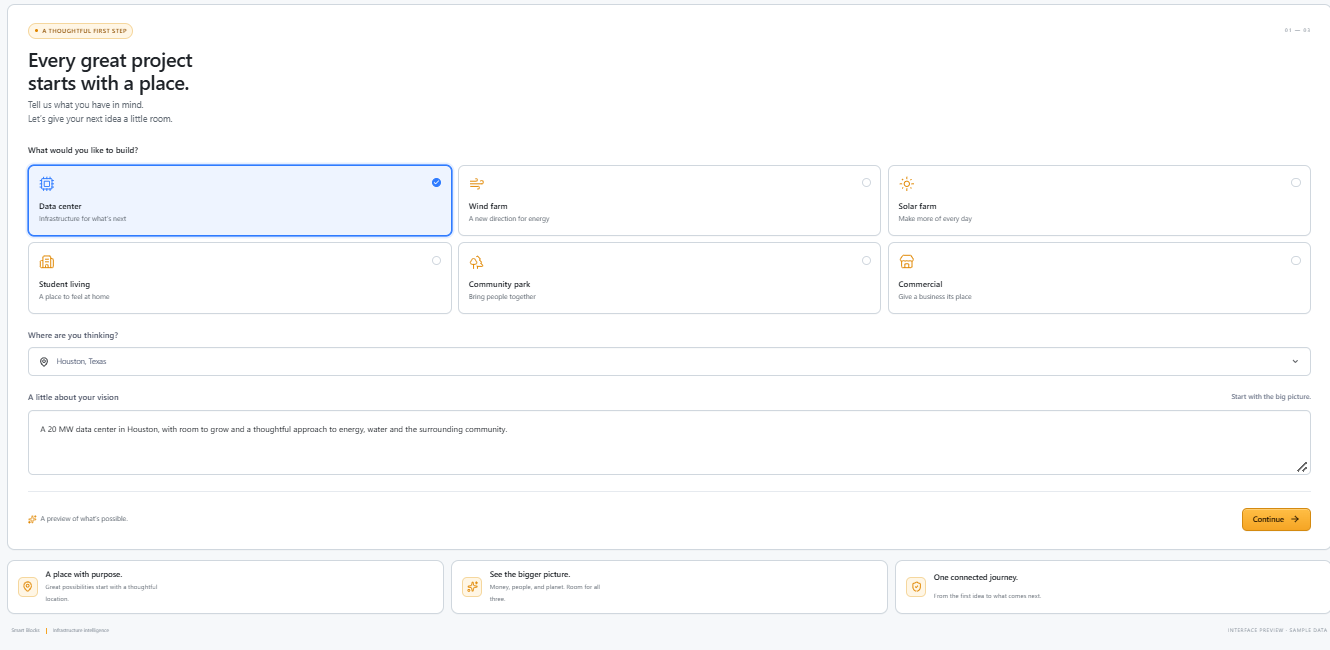 A THOUGHTFUL FIRST STEP
01 — 03
Every great project
starts with a place.
Tell us what you have in mind.
Let's give your next idea a little room.
What would you like to build?
Data center
Infrastructure for what's next
Wind farm
A new direction for energy
Solar farm
Make more of every day
Student living
A place to feel at home
Community park
Bring people together
Commercial
Give a business its place
Where are you thinking?
Houston, Texas
A little about your vision
Start with the big picture.
A 20 MW data center in Houston, with room to grow and a thoughtful approach to energy, water and the surrounding community.
A preview of what's possible.
Continue
A place with purpose.
Great possibilities start with a thoughtful
location.
See the bigger picture.
Money, people, and planet. Room for all
three.
One connected journey.
From the first idea to what comes next.
Smart Blocks
Infrastructure Intelligence
INTERFACE PREVIEW · SAMPLE DATA